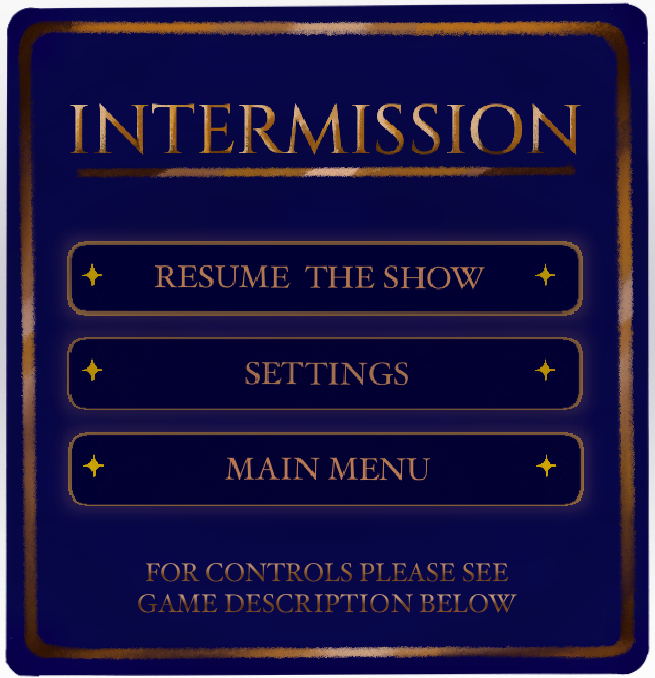 INTERMISSION
RESUME THE SHOW
SETTINGS
MAIN MENU
FOR CONTROLS PLEASE SEE
GAME DESCRIPTION BELOW